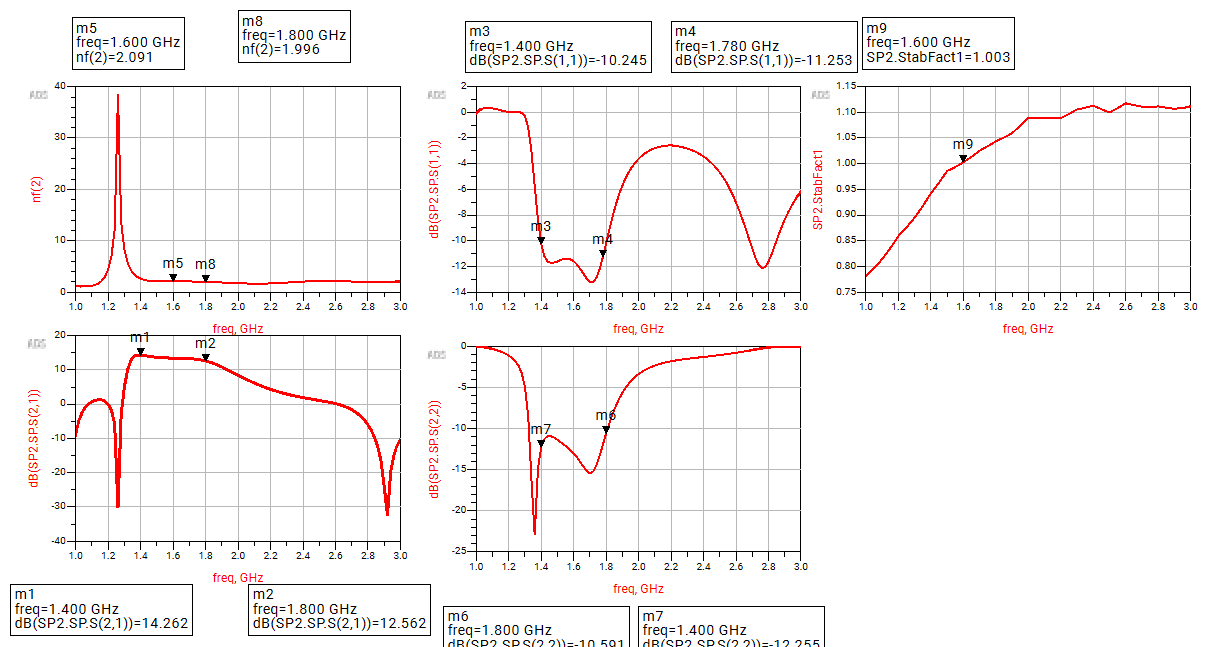 m5
freq=1.600 GHz
nf(2)=2.091
m8
freq=1.800 GHz
nf(2)=1.996
m3
freq=1.400 GHz
dB(SP2.SP.S(1,1))=-10.245
m4
freq=1.780 GHz
dB(SP2.SP.S(1,1))=-11.253
m9
freq=1.600 GHz
SP2.StabFact1=1.003
ADS
40
30
20
10
0
nf(2)
m5 m8
1.0 1.2 1.4 1.6 1.8 2.0 2.2 2.4 2.6 2.8 3.0
freq, GHz
ADS
2
0
-2
-4
-6
-8
-10
-12
-14
dB(SP2.SP.S(1,1))
m3 m4
1.0 1.2 1.4 1.6 1.8 2.0 2.2 2.4 2.6 2.8 3.0
freq, GHz
ADS
1.15
1.10
1.05
1.00
0.95
0.90
0.85
0.80
0.75
SP2.StabFact1
m9
1.0 1.2 1.4 1.6 1.8 2.0 2.2 2.4 2.6 2.8 3.0
freq, GHz
ADS
20
10
0
-10
-20
-30
-40
dB(SP2.SP.S(2,1))
m1 m2
1.0 1.2 1.4 1.6 1.8 2.0 2.2 2.4 2.6 2.8 3.0
freq, GHz
ADS
0
-5
-10
-15
-20
-25
dB(SP2.SP.S(2,2))
m7 m6
1.0 1.2 1.4 1.6 1.8 2.0 2.2 2.4 2.6 2.8 3.0
freq, GHz
m1
freq=1.400 GHz
dB(SP2.SP.S(2,1))=14.262
m2
freq=1.800 GHz
dB(SP2.SP.S(2,1))=12.562
m6
freq=1.800 GHz
dB(SP2.SP.S(2,2))=-10.591
m7
freq=1.400 GHz
dB(SP2.SP.S(2,2))=-12.255